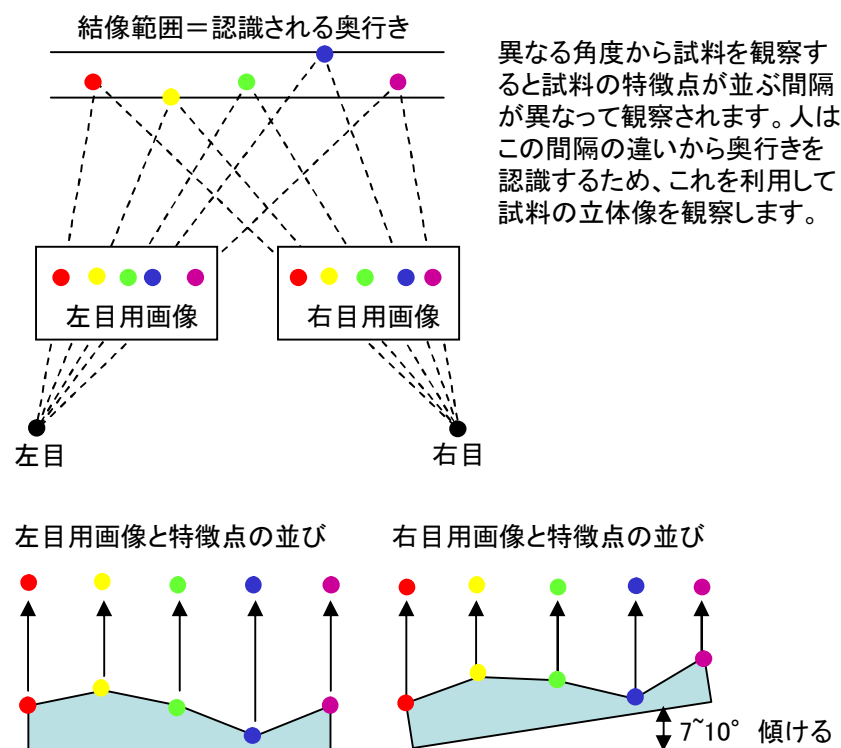 結像範囲＝認識される奥行き
異なる角度から試料を観察す
ると試料の特徴点が並ぶ間隔
が異なって観察されます。人は
この間隔の違いから奥行きを
認識するため、これを利用して
試料の立体像を観察します。
左目用画像
右目用画像
左目
右目
左目用画像と特徴点の並び
右目用画像と特徴点の並び
7~10° 傾ける